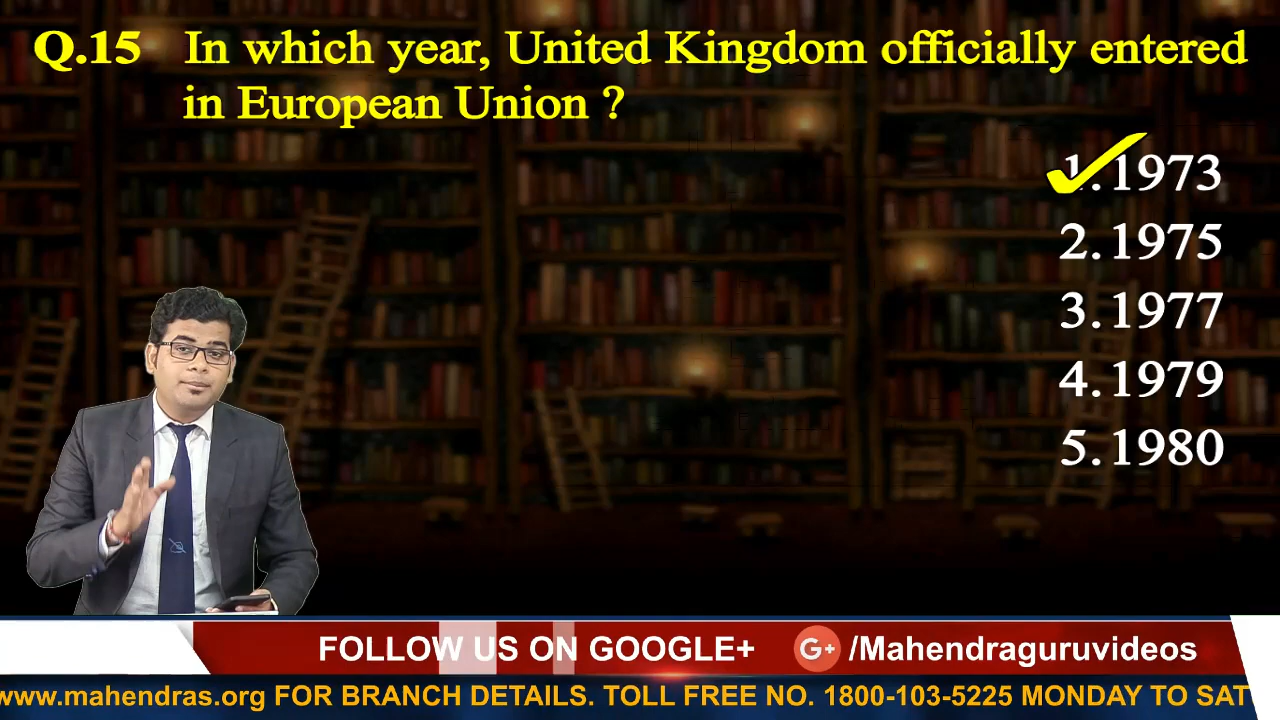 Q.15 In which year, United Kingdom officially entered
in European Union ?
1. 1973
2. 1975
3. 1977
4. 1979
5. 1980
FOLLOW US ON GOOGLE+ G+ /Mahendraguruvideos
www.mahendras.org FOR BRANCH DETAILS. TOLL FREE NO. 1800-103-5225 MONDAY TO SAT